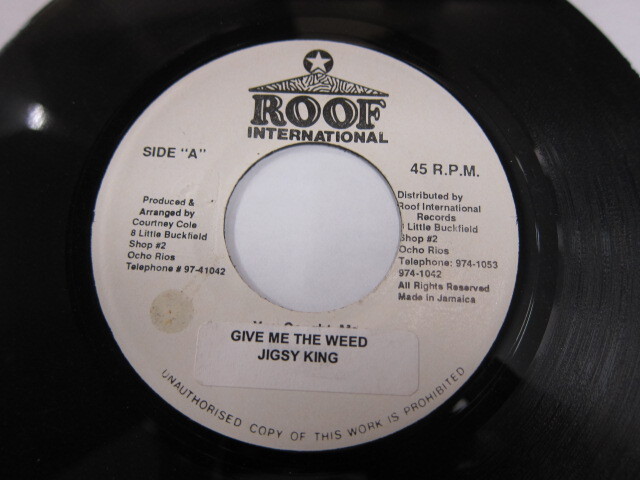 ROOF
INTERNATIONAL
SIDE "A"
45 R.P.M.
Produced &
Arranged by
Courtney Cole
8 Little Buckfield
Shop #2
Ocho Rios
Telephone # 97-41042
Distributed by
Roof International
Records
Little Buckfield
Shop #2
Ocho Rios
Telephone: 974-1053
974-1042
All Rights Reserved
Made in Jamaica
GIVE ME THE WEED
JIGSY KING
UNAUTHORISED COPY OF THIS WORK IS PROHIBITED